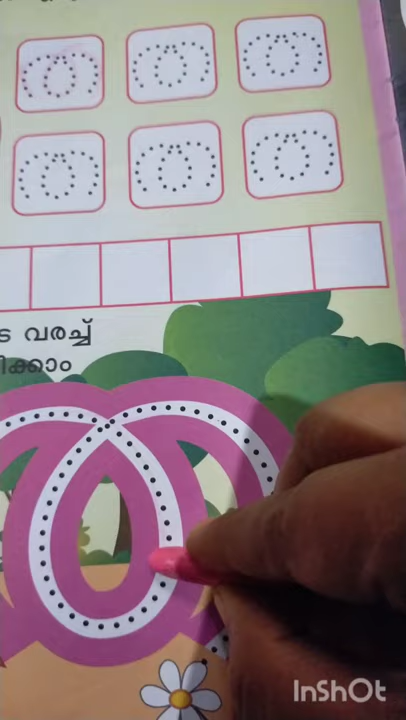 ത ത ത
ത ത ത
ട വരച്ച്
ിക്കാം
ത
InShOt